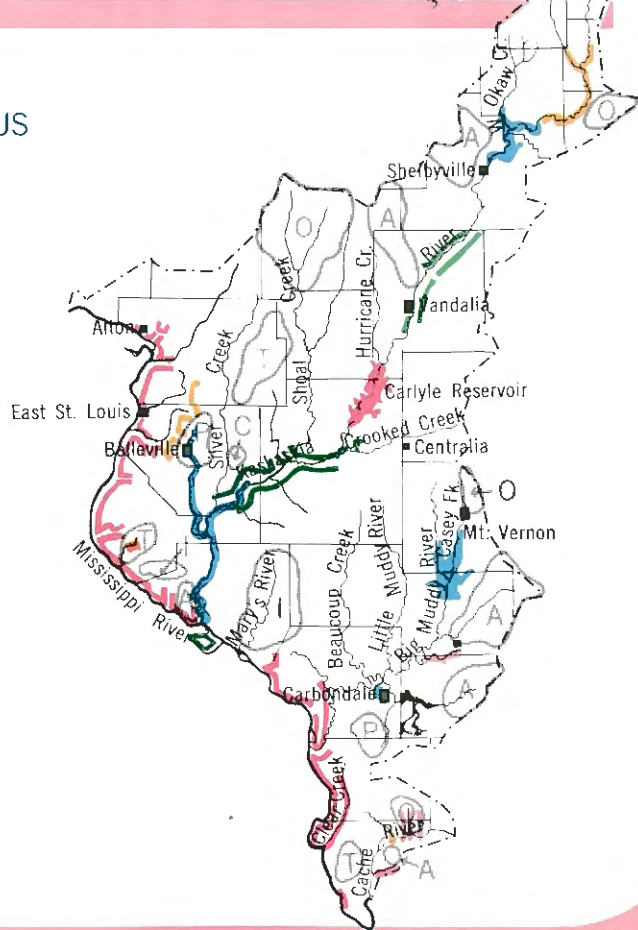 US
W. Okaw Cr.
A
O
Shelbyville
O
A
River
Hurricane Cr.
Creek
Vandalia
Alton
T
Creek
Shoal
Carlyle Reservoir
East St. Louis
C
Crooked Creek
Belleville
Silver
Kaskaskia
Centralia
O
Casey Fk.
Mt. Vernon
T
Mississippi River
Mary's River
Beaucoup Creek
Little Muddy River
Big Muddy River
A
A
Carbondale
A
P
Clear Creek
River
T
Cache
A